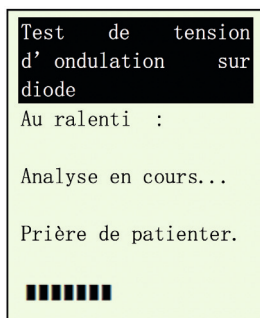 Test de tension
d’ondulation sur
diode
Au ralenti :
Analyse en cours...
Prière de patienter.